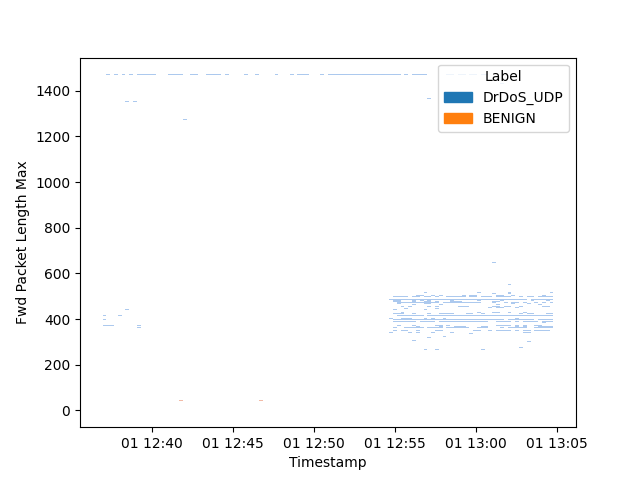 1400
1200
1000
800
600
400
200
0
Fwd Packet Length Max
Label
DrDoS_UDP
BENIGN
01 12:40 01 12:45 01 12:50 01 12:55 01 13:00 01 13:05
Timestamp